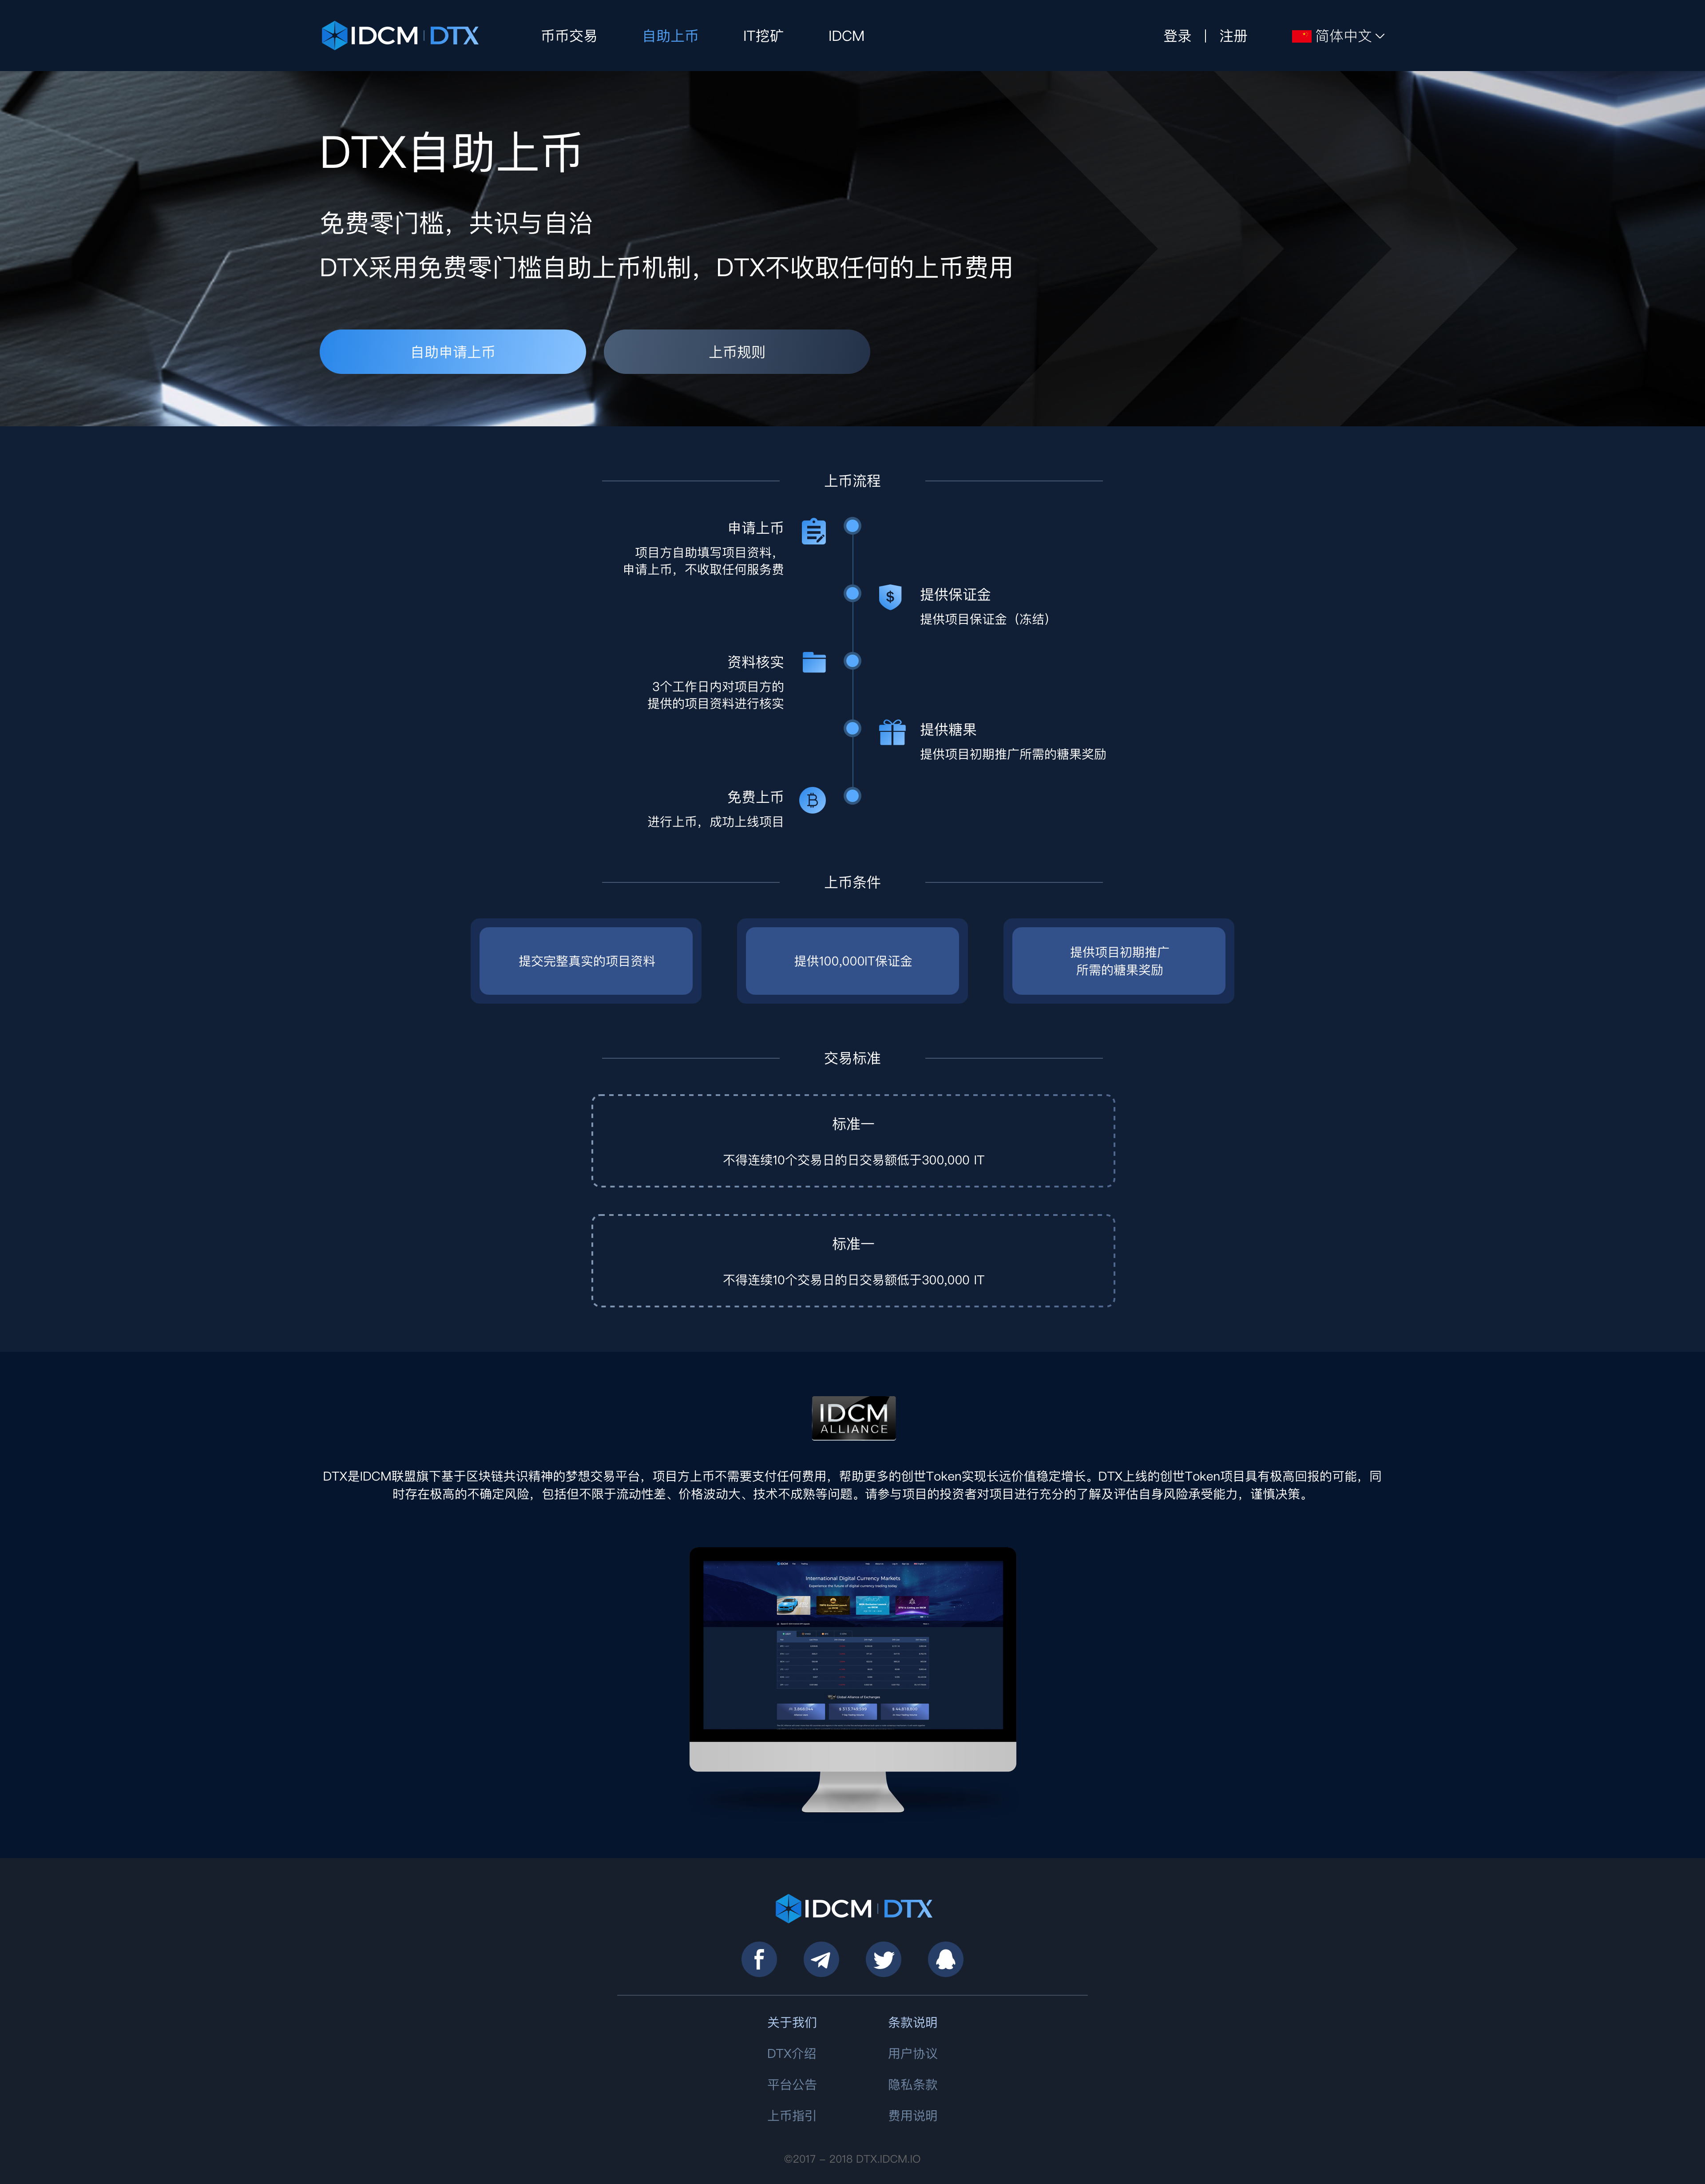 IDCM DTX
币币交易 自助上币 IT挖矿 IDCM 登录 | 注册 简体中文
DTX自助上币
免费零门槛，共识与自治
DTX采用免费零门槛自助上币机制，DTX不收取任何的上币费用
自助申请上币 上币规则
上币流程
申请上币
项目方自助填写项目资料，
申请上币，不收取任何服务费
提供保证金
提供项目保证金（冻结）
资料核实
3个工作日内对项目方的
提供的项目资料进行核实
提供糖果
提供项目初期推广所需的糖果奖励
免费上币
进行上币，成功上线项目
上币条件
提交完整真实的项目资料
提供100,000IT保证金
提供项目初期推广
所需的糖果奖励
交易标准
标准一
不得连续10个交易日的日交易额低于300,000 IT
标准一
不得连续10个交易日的日交易额低于300,000 IT
IDCM
ALLIANCE
DTX是IDCM联盟旗下基于区块链共识精神的梦想交易平台，项目方上币不需要支付任何费用，帮助更多的创世Token实现长远价值稳定增长。DTX上线的创世Token项目具有极高回报的可能，同
时存在极高的不确定风险，包括但不限于流动性差、价格波动大、技术不成熟等问题。请参与项目的投资者对项目进行充分的了解及评估自身风险承受能力，谨慎决策。
International Digital Currency Markets
Experience the future of digital currency trading today
Global Alliance of Exchanges
IDCM DTX
关于我们 条款说明
DTX介绍 用户协议
平台公告 隐私条款
上币指引 费用说明
©2017 - 2018 DTX.IDCM.IO